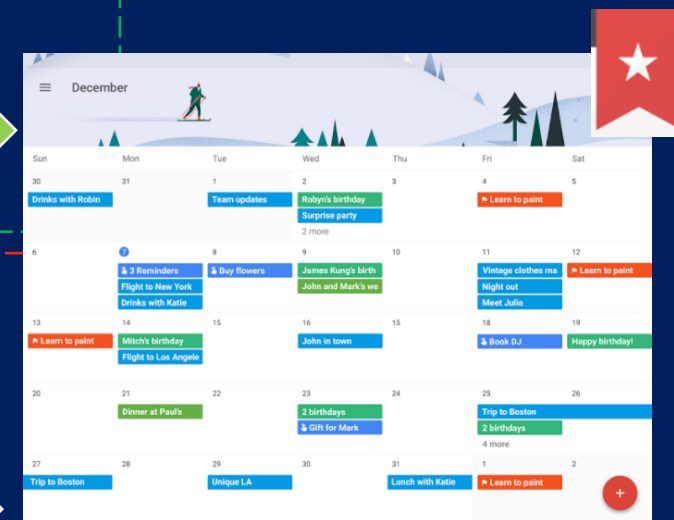 December
Sun Mon Tue Wed Thu Fri Sat
30 31 1 2 3 4 5
Drinks with Robin Team updates Robyn's birthday Learn to paint
Surprise party
2 more
6 7 8 9 10 11 12
3 Reminders Buy flowers James Kung's birth Vintage clothes ma Learn to paint
Flight to New York John and Mark's we Night out
Drinks with Katie Meet Julia
13 14 15 16 15 18 19
Learn to paint Mitch's birthday John in town Book DJ Happy birthday!
Flight to Los Angele
20 21 22 23 24 25 26
Dinner at Paul's 2 birthdays Trip to Boston
Gift for Mark 2 birthdays
4 more
27 28 29 30 31 1 2
Trip to Boston Unique LA Lunch with Katie Learn to paint